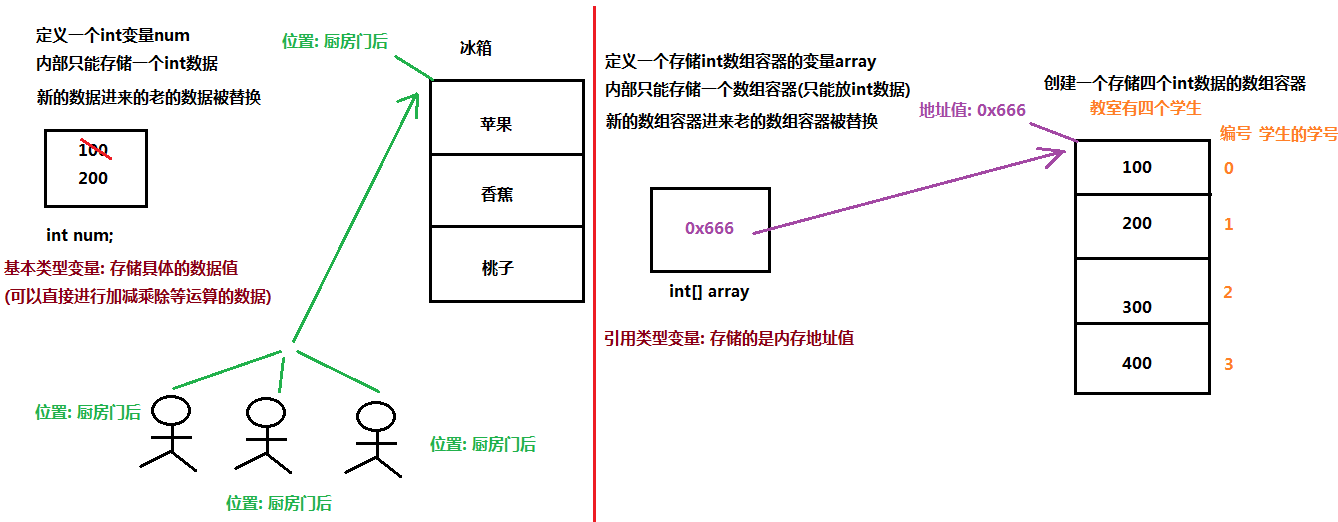 定义一个int变量num
内部只能存储一个int数据
新的数据进来的老的数据被替换
100
200
int num;
基本类型变量: 存储具体的数据值
(可以直接进行加减乘除等运算的数据)
位置: 厨房门后
冰箱
苹果
香蕉
桃子
位置: 厨房门后
位置: 厨房门后
位置: 厨房门后
定义一个存储int数组容器的变量array
内部只能存储一个数组容器(只能放int数据)
新的数组容器进来老的数组容器被替换
0x666
int[] array
引用类型变量: 存储的是内存地址值
创建一个存储四个int数据的数组容器
教室有四个学生
地址值: 0x666
编号 学生的学号
100 0
200 1
300 2
400 3